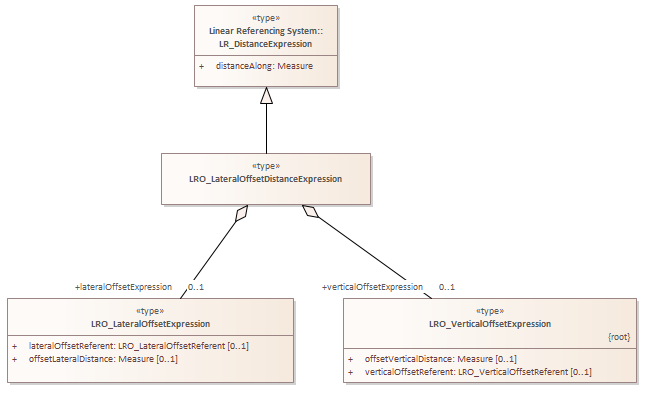 «type»
Linear Referencing System::
LR_DistanceExpression
+ distanceAlong: Measure
«type»
LRO_LateralOffsetDistanceExpression
+lateralOffsetExpression 0..1
+verticalOffsetExpression 0..1
«type»
LRO_LateralOffsetExpression
+ lateralOffsetReferent: LRO_LateralOffsetReferent [0..1]
+ offsetLateralDistance: Measure [0..1]
«type»
LRO_VerticalOffsetExpression
{root}
+ offsetVerticalDistance: Measure [0..1]
+ verticalOffsetReferent: LRO_VerticalOffsetReferent [0..1]